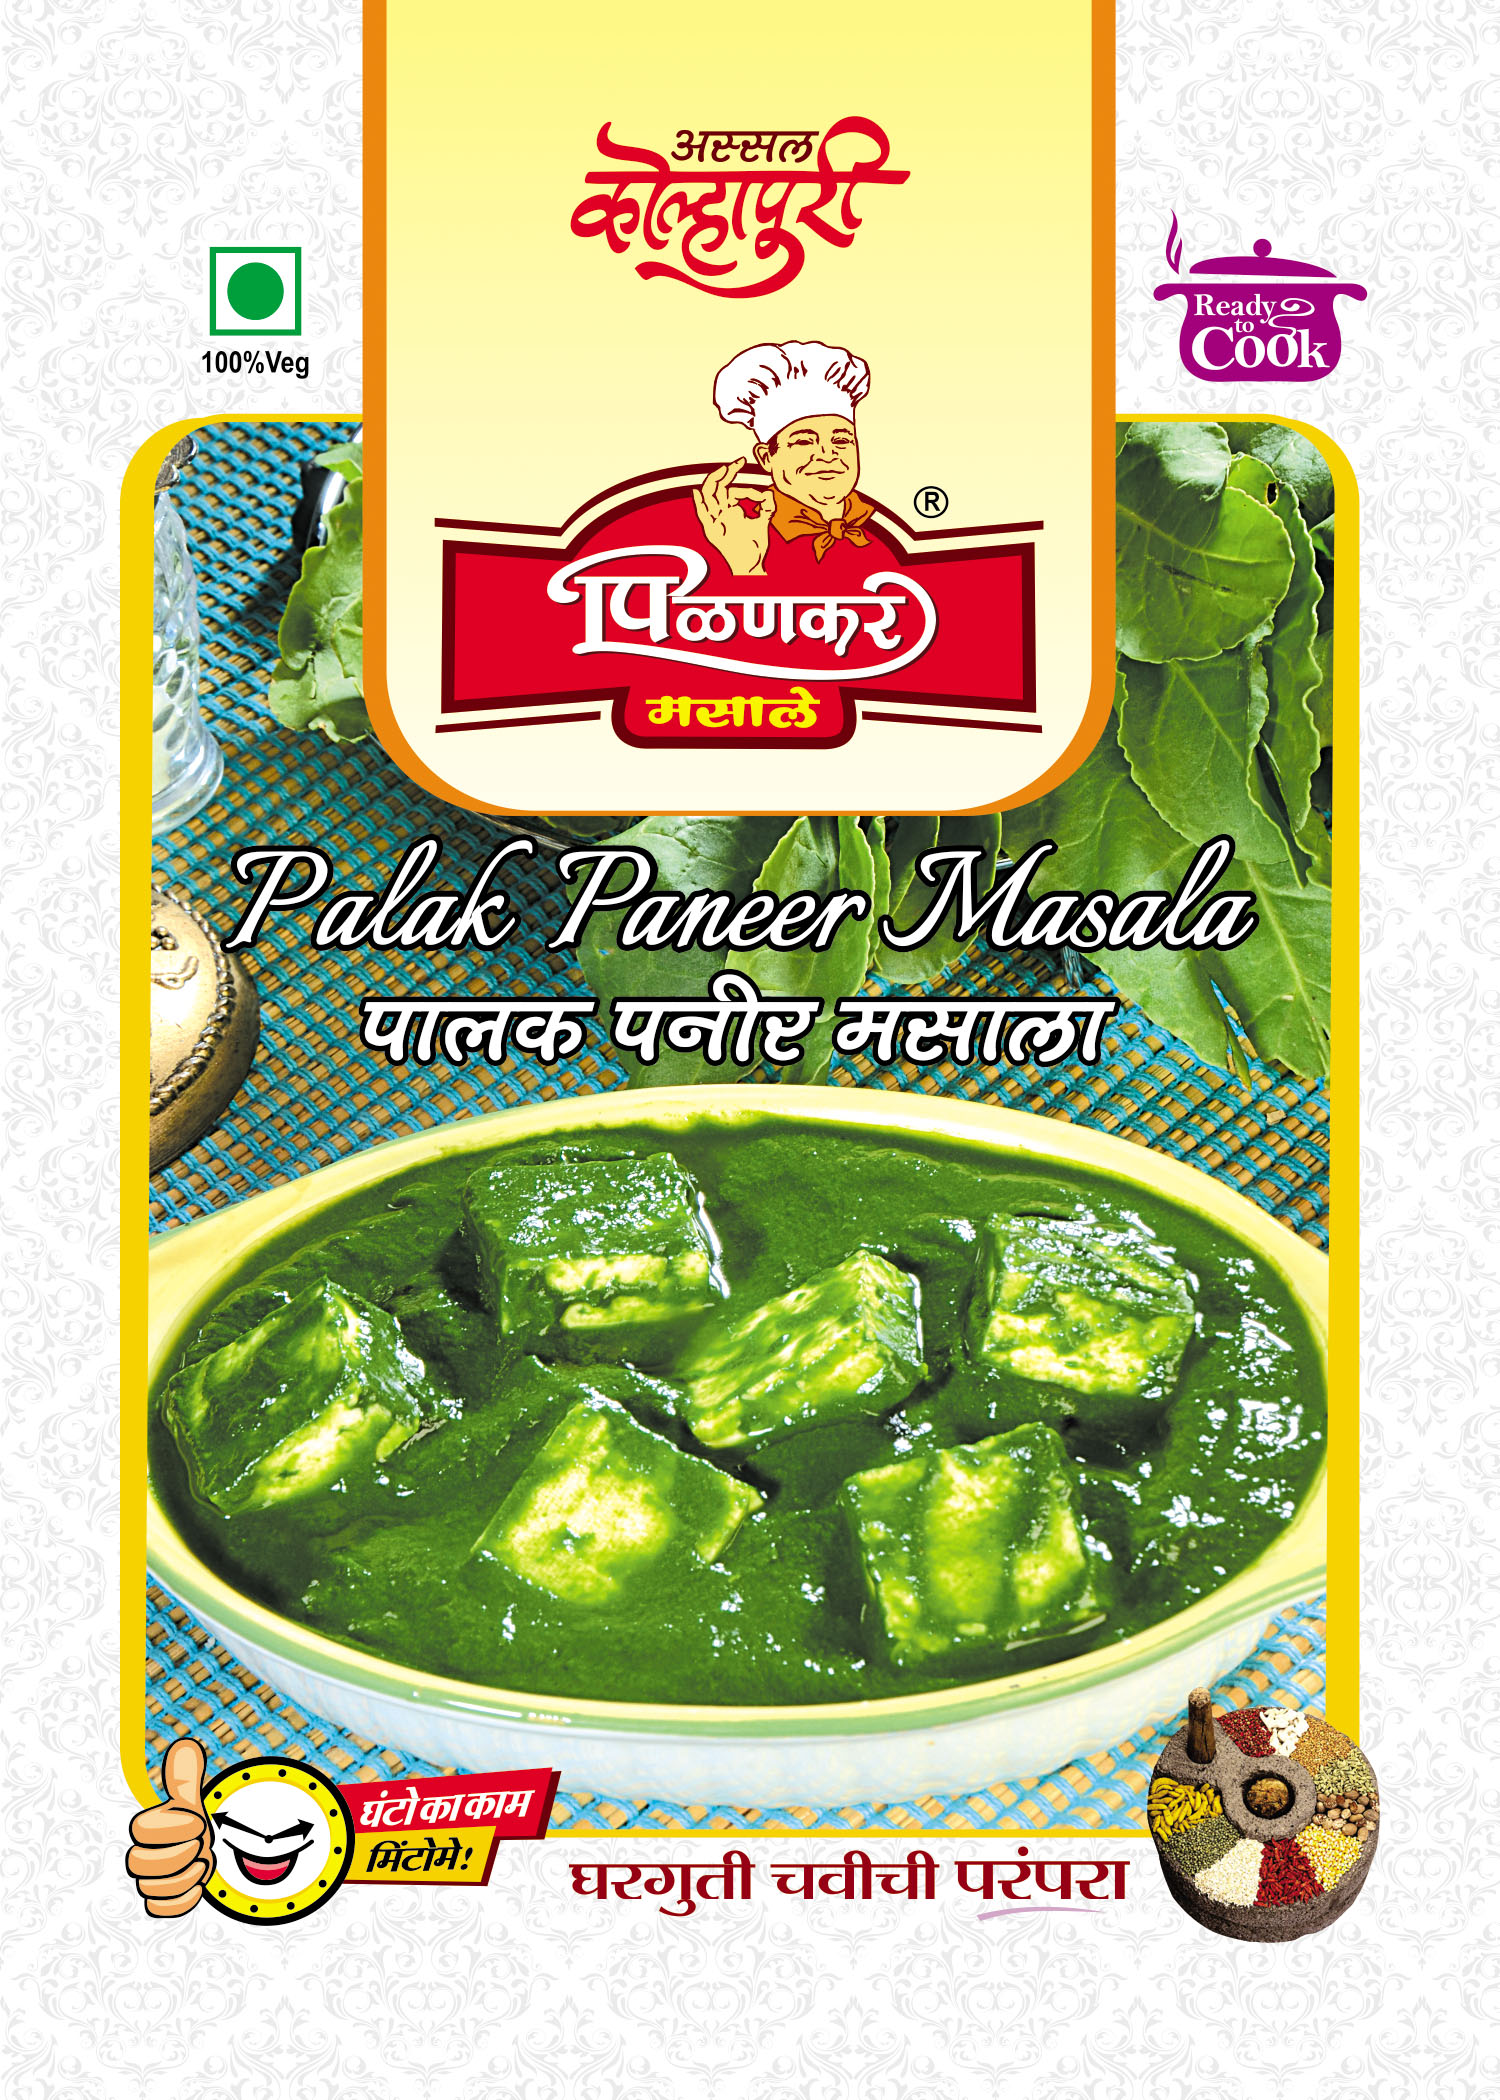 अस्सल
कोल्हापुरी
100%Veg
Ready
to
Cook
®
पिळणकर
मसाले
Palak Paneer Masala
पालक पनीर मसाला
घंटो का काम
मिंटोमे!
घरगुती चवीची परंपरा